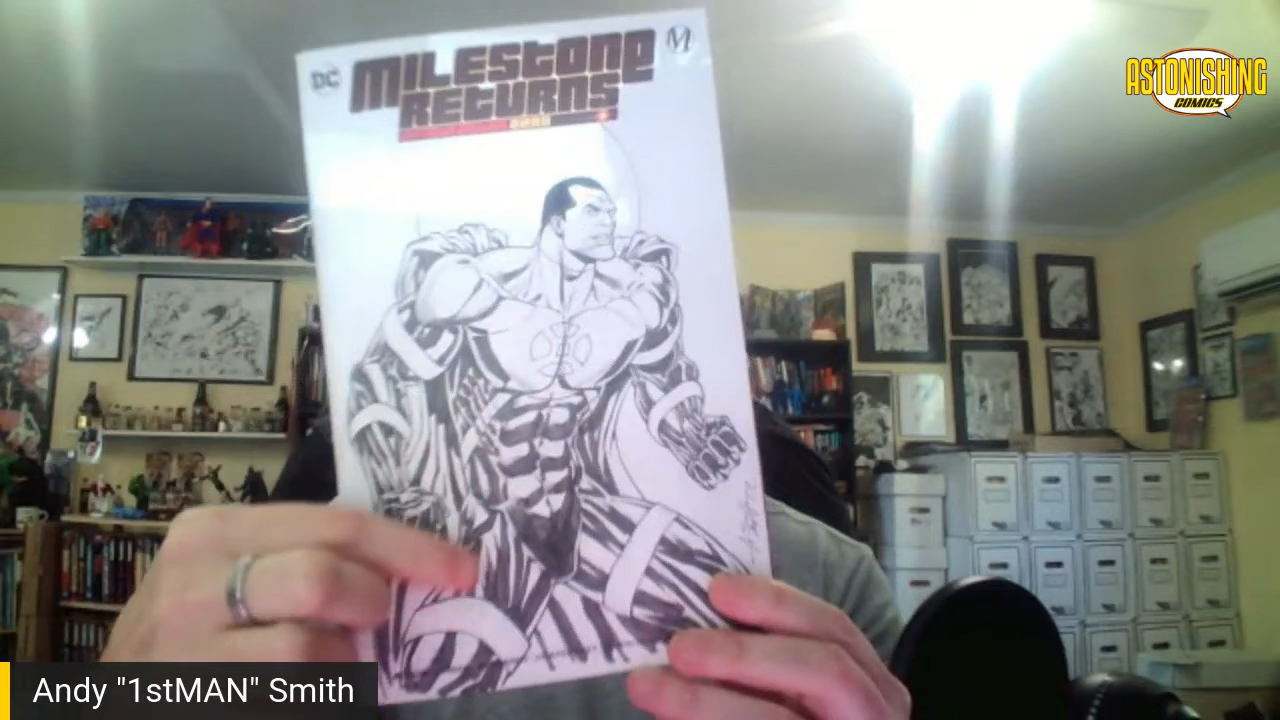 DC
MILESTONE
RETURNS
M
ASTONISHING
COMICS
Andy "1stMAN" Smith